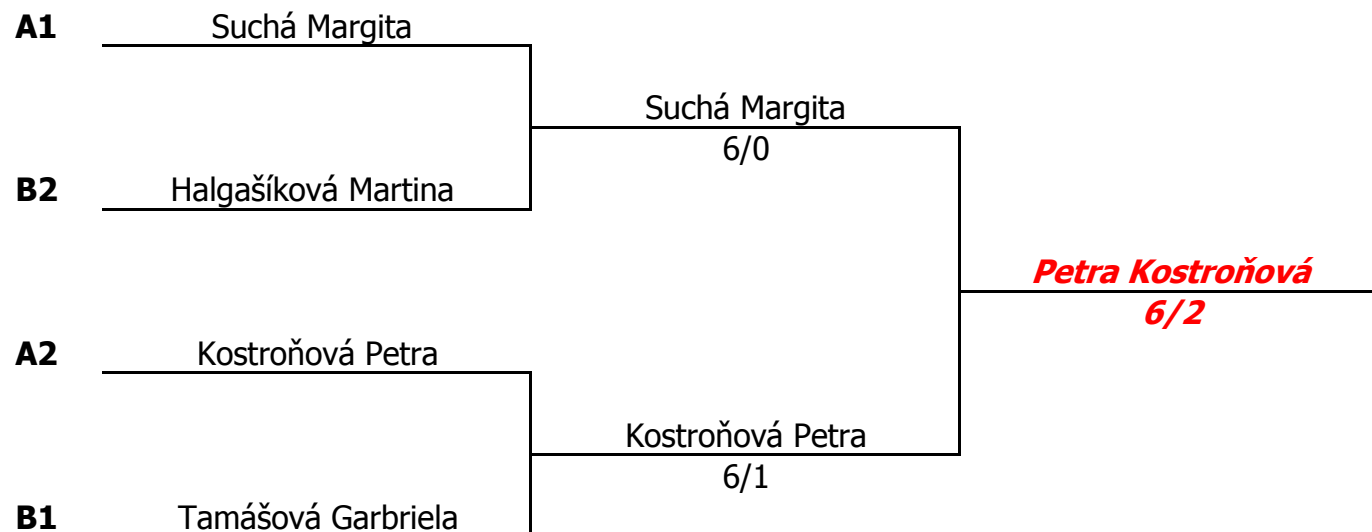 A1 Suchá Margita
Suchá Margita
6/0
B2 Halgašíková Martina
Petra Kostroňová
6/2
A2 Kostroňová Petra
Kostroňová Petra
6/1
B1 Tamášová Garbriela